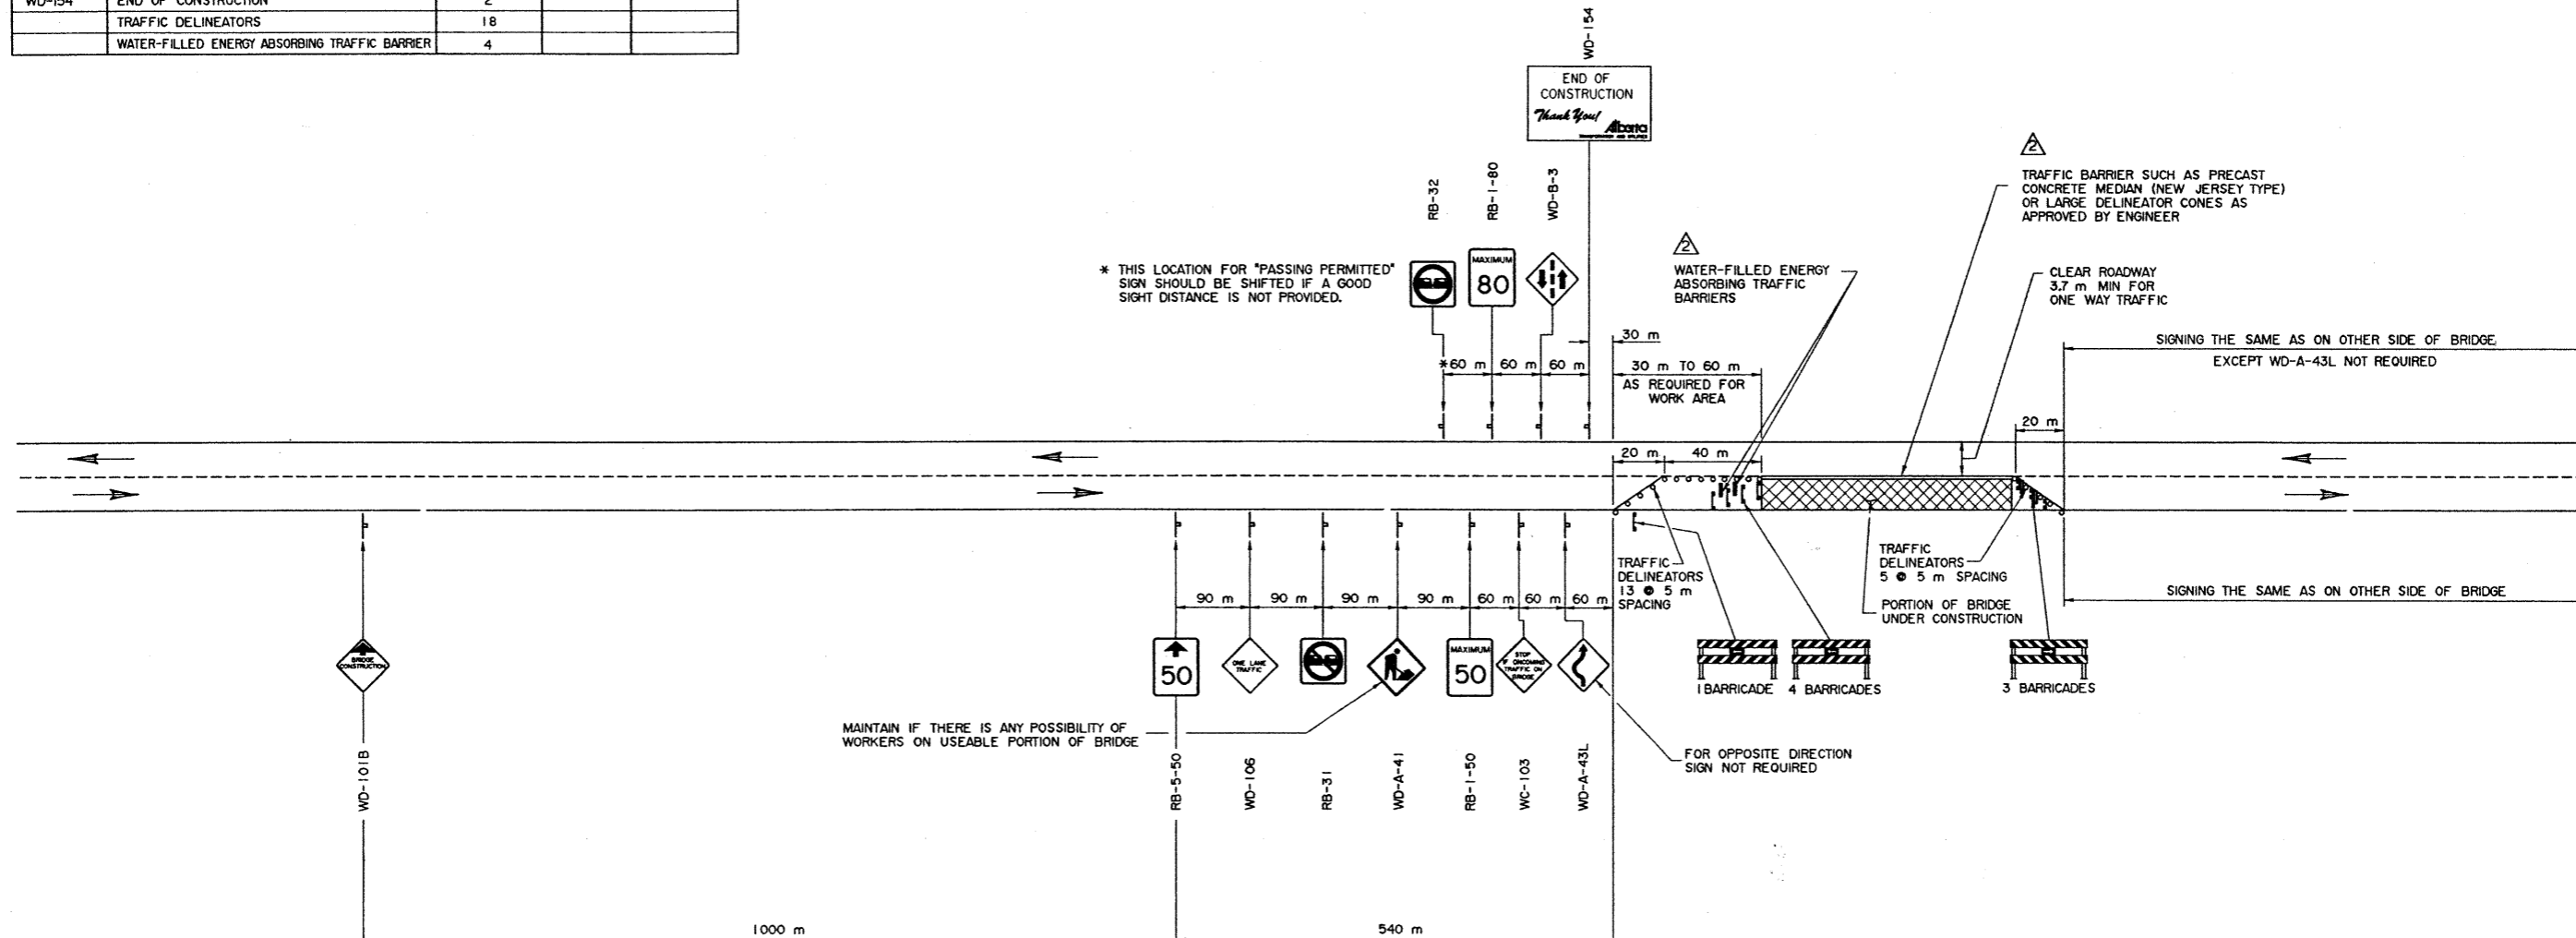 WD-154 END OF CONSTRUCTION 2
TRAFFIC DELINEATORS 18
WATER-FILLED ENERGY ABSORBING TRAFFIC BARRIER 4
WD-154
END OF
CONSTRUCTION
Thank You!
Alberta
RB-32
RB-1-80
WD-B-3
2
TRAFFIC BARRIER SUCH AS PRECAST
CONCRETE MEDIAN (NEW JERSEY TYPE)
OR LARGE DELINEATOR CONES AS
APPROVED BY ENGINEER
* THIS LOCATION FOR "PASSING PERMITTED"
SIGN SHOULD BE SHIFTED IF A GOOD
SIGHT DISTANCE IS NOT PROVIDED.
MAXIMUM
80
2
WATER-FILLED ENERGY
ABSORBING TRAFFIC
BARRIERS
CLEAR ROADWAY
3.7 m MIN FOR
ONE WAY TRAFFIC
30 m
*60 m
60 m
60 m
30 m TO 60 m
AS REQUIRED FOR
WORK AREA
SIGNING THE SAME AS ON OTHER SIDE OF BRIDGE
EXCEPT WD-A-43L NOT REQUIRED
20 m
20 m
40 m
TRAFFIC
DELINEATORS
13 @ 5 m
SPACING
TRAFFIC
DELINEATORS
5 @ 5 m SPACING
PORTION OF BRIDGE
UNDER CONSTRUCTION
SIGNING THE SAME AS ON OTHER SIDE OF BRIDGE
90 m
90 m
90 m
90 m
60 m
60 m
60 m
BRIDGE
CONSTRUCTION
50
ONE LANE
TRAFFIC
MAXIMUM
50
STOP
IF ONCOMING
TRAFFIC ON
BRIDGE
1 BARRICADE
4 BARRICADES
3 BARRICADES
MAINTAIN IF THERE IS ANY POSSIBILITY OF
WORKERS ON USEABLE PORTION OF BRIDGE
FOR OPPOSITE DIRECTION
SIGN NOT REQUIRED
WD-101B
RB-5-50
WD-106
RB-31
WD-A-41
RB-1-50
WC-103
WD-A-43L
1000 m
540 m